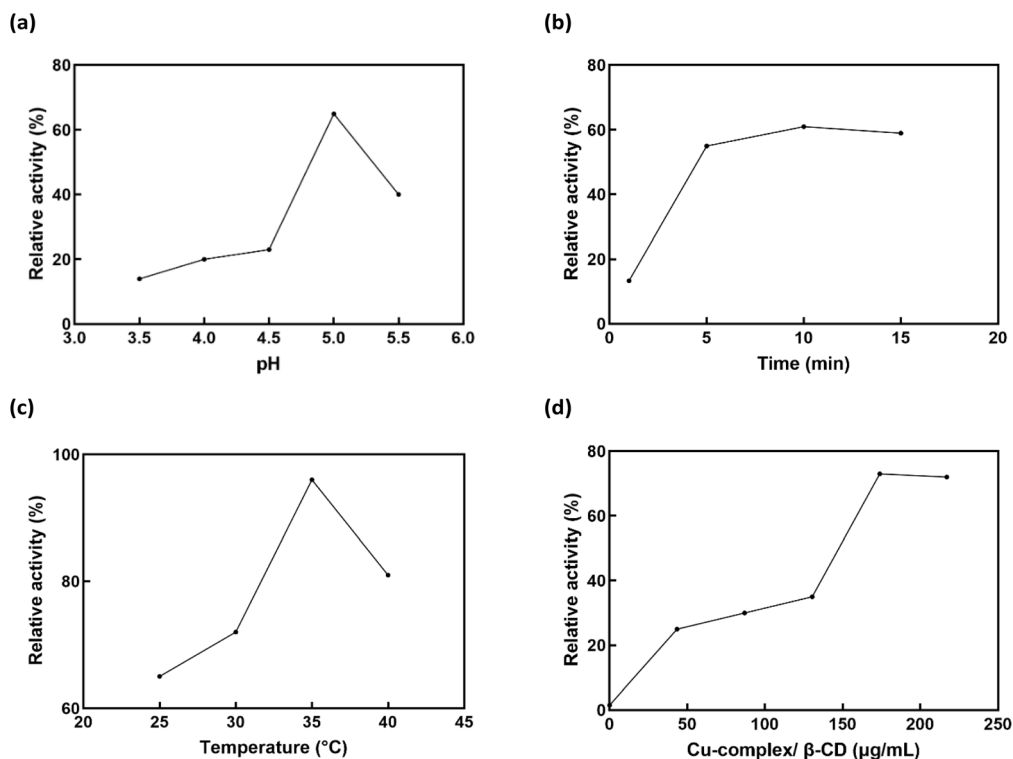 (a)
80
60
40
20
0
Relative activity (%)
3.0 3.5 4.0 4.5 5.0 5.5 6.0
pH
(b)
80
60
40
20
0
Relative activity (%)
0 5 10 15 20
Time (min)
(c)
100
80
60
Relative activity (%)
20 25 30 35 40 45
Temperature (°C)
(d)
80
60
40
20
0
Relative activity (%)
0 50 100 150 200 250
Cu-complex/ β-CD (µg/mL)